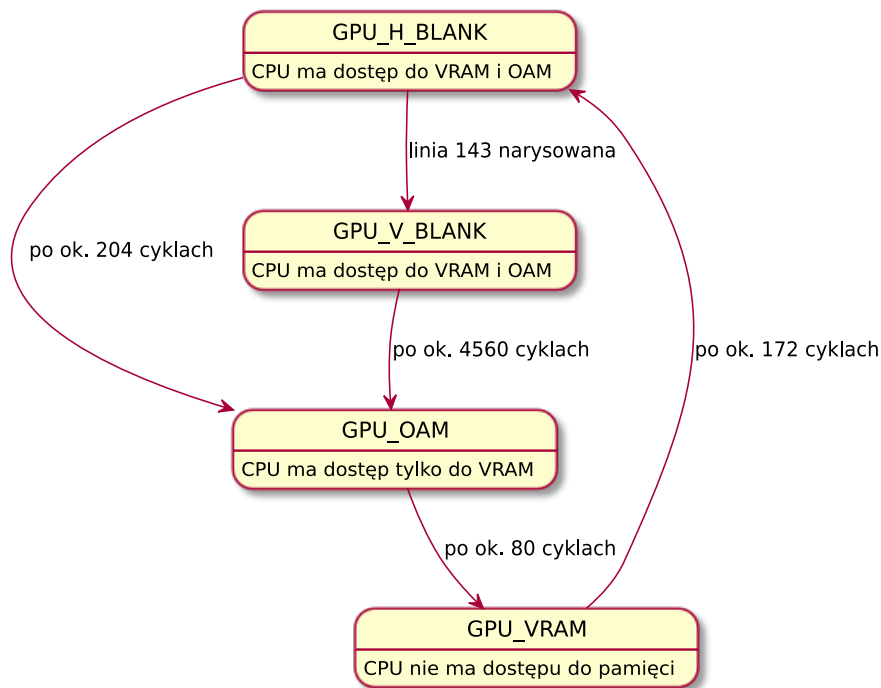 GPU_H_BLANK
CPU ma dostęp do VRAM i OAM
linia 143 narysowana
GPU_V_BLANK
CPU ma dostęp do VRAM i OAM
po ok. 204 cyklach
po ok. 4560 cyklach
po ok. 172 cyklach
GPU_OAM
CPU ma dostęp tylko do VRAM
po ok. 80 cyklach
GPU_VRAM
CPU nie ma dostępu do pamięci